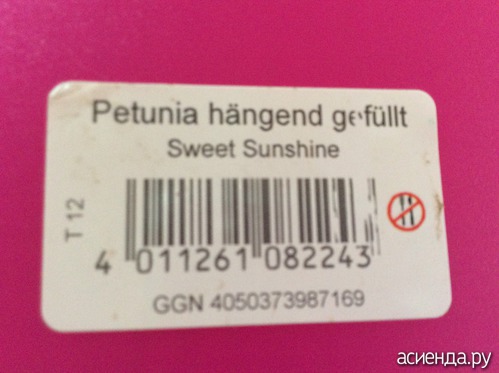 Petunia hängend gefüllt
Sweet Sunshine
T 12
4 011261 082243
GGN 4050373987169
асиенда.ру